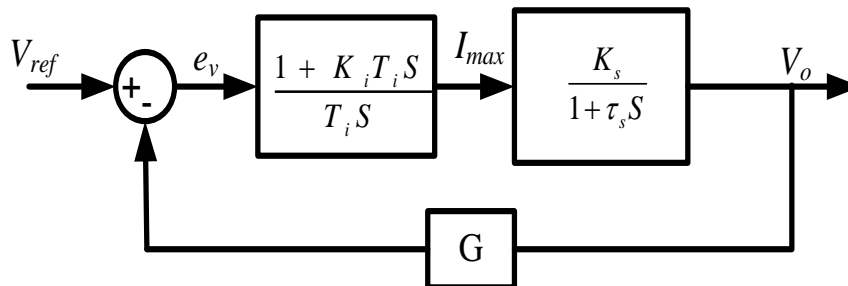 V_ref
+
-
e_v
1 + K_i T_i S
T_i S
I_max
K_s
1 + τ_s S
V_o
G